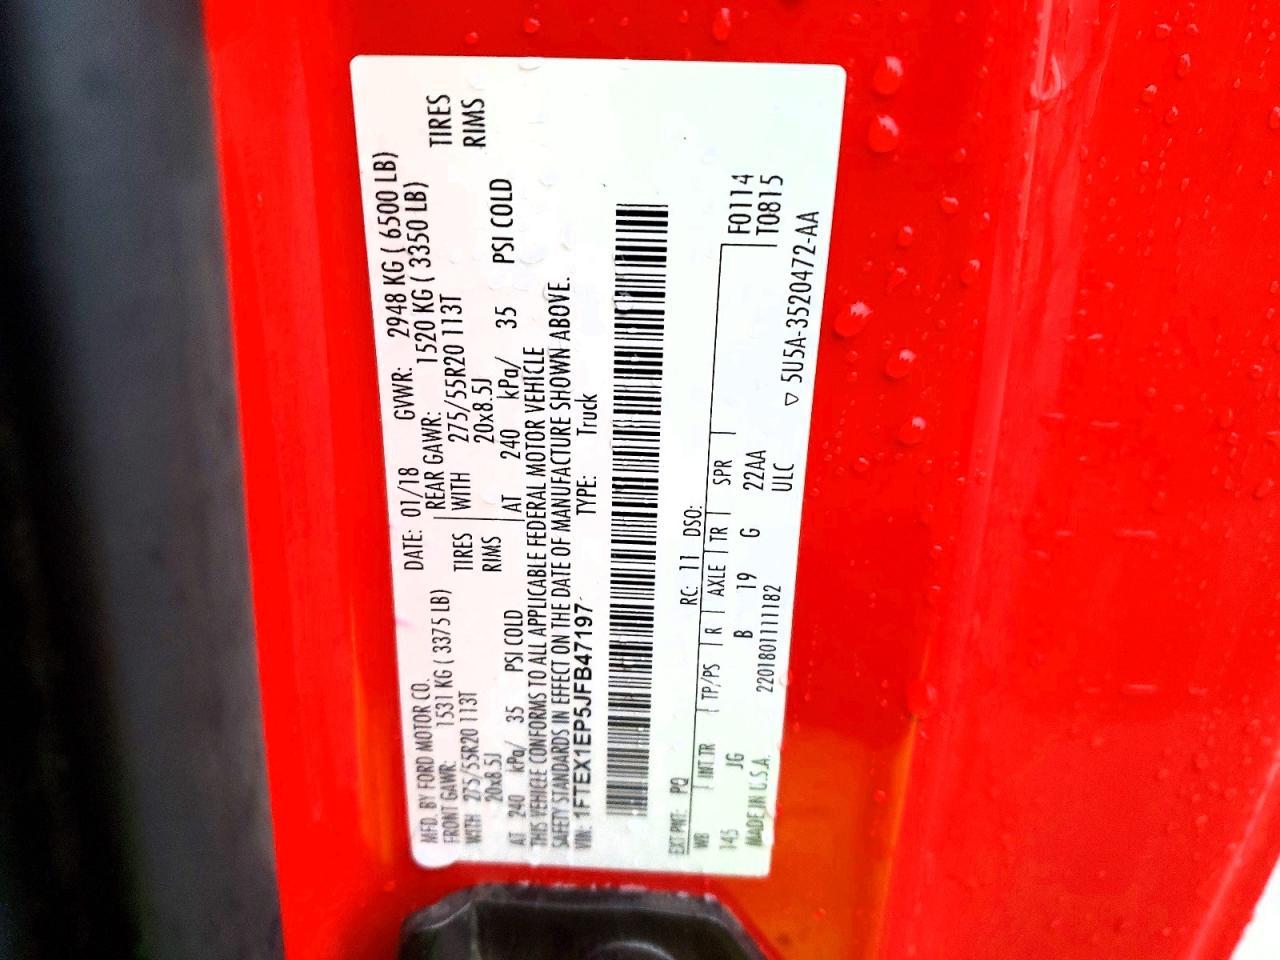 MFD. BY FORD MOTOR CO. DATE: 01/18 GVWR: 2948 KG ( 6500 LB)
FRONT GAWR: 1531 KG ( 3375 LB) REAR GAWR: 1520 KG ( 3350 LB)
WITH 275/55R20 113T TIRES WITH 275/55R20 113T TIRES
20x8.5J RIMS 20x8.5J RIMS
AT 240 kPa/ 35 PSI COLD AT 240 kPa/ 35 PSI COLD
THIS VEHICLE CONFORMS TO ALL APPLICABLE FEDERAL MOTOR VEHICLE
SAFETY STANDARDS IN EFFECT ON THE DATE OF MANUFACTURE SHOWN ABOVE.
VIN: 1FTEX1EP5JFB47197 TYPE: Truck
EXT PNT: PQ RC: 11 DSO: F0114
WB INT TR TP/PS R AXLE TR SPR T0815
145 JG B 19 G 22AA
MADE IN U.S.A. 2201801111182 ULC ▽ 5U5A-3520472-AA